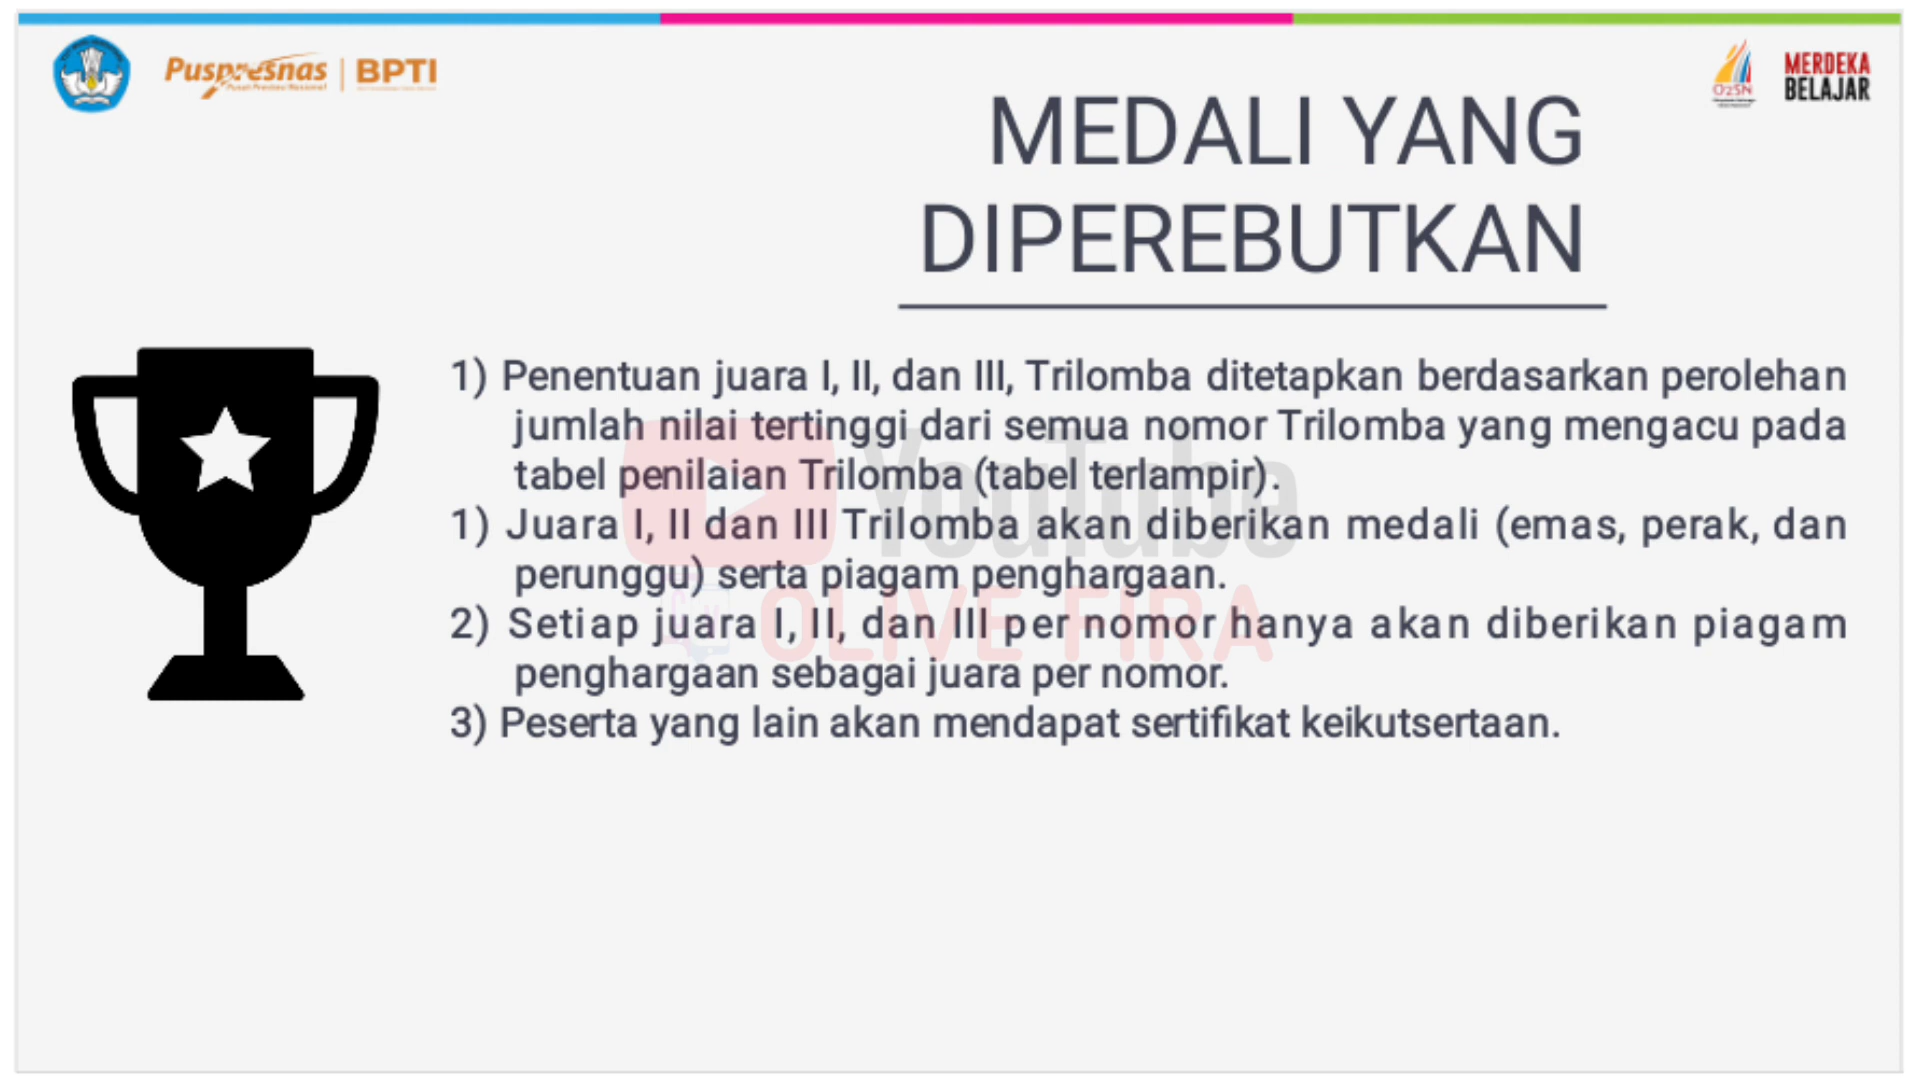 Puspresnas | BPTI
Pusat Prestasi Nasional
O2SN
MERDEKA
BELAJAR
MEDALI YANG
DIPEREBUTKAN
1) Penentuan juara I, II, dan III, Trilomba ditetapkan berdasarkan perolehan
jumlah nilai tertinggi dari semua nomor Trilomba yang mengacu pada
tabel penilaian Trilomba (tabel terlampir).
1) Juara I, II dan III Trilomba akan diberikan medali (emas, perak, dan
perunggu) serta piagam penghargaan.
2) Setiap juara I, II, dan III per nomor hanya akan diberikan piagam
penghargaan sebagai juara per nomor.
3) Peserta yang lain akan mendapat sertifikat keikutsertaan.
YouTube
OLIVE FIRA